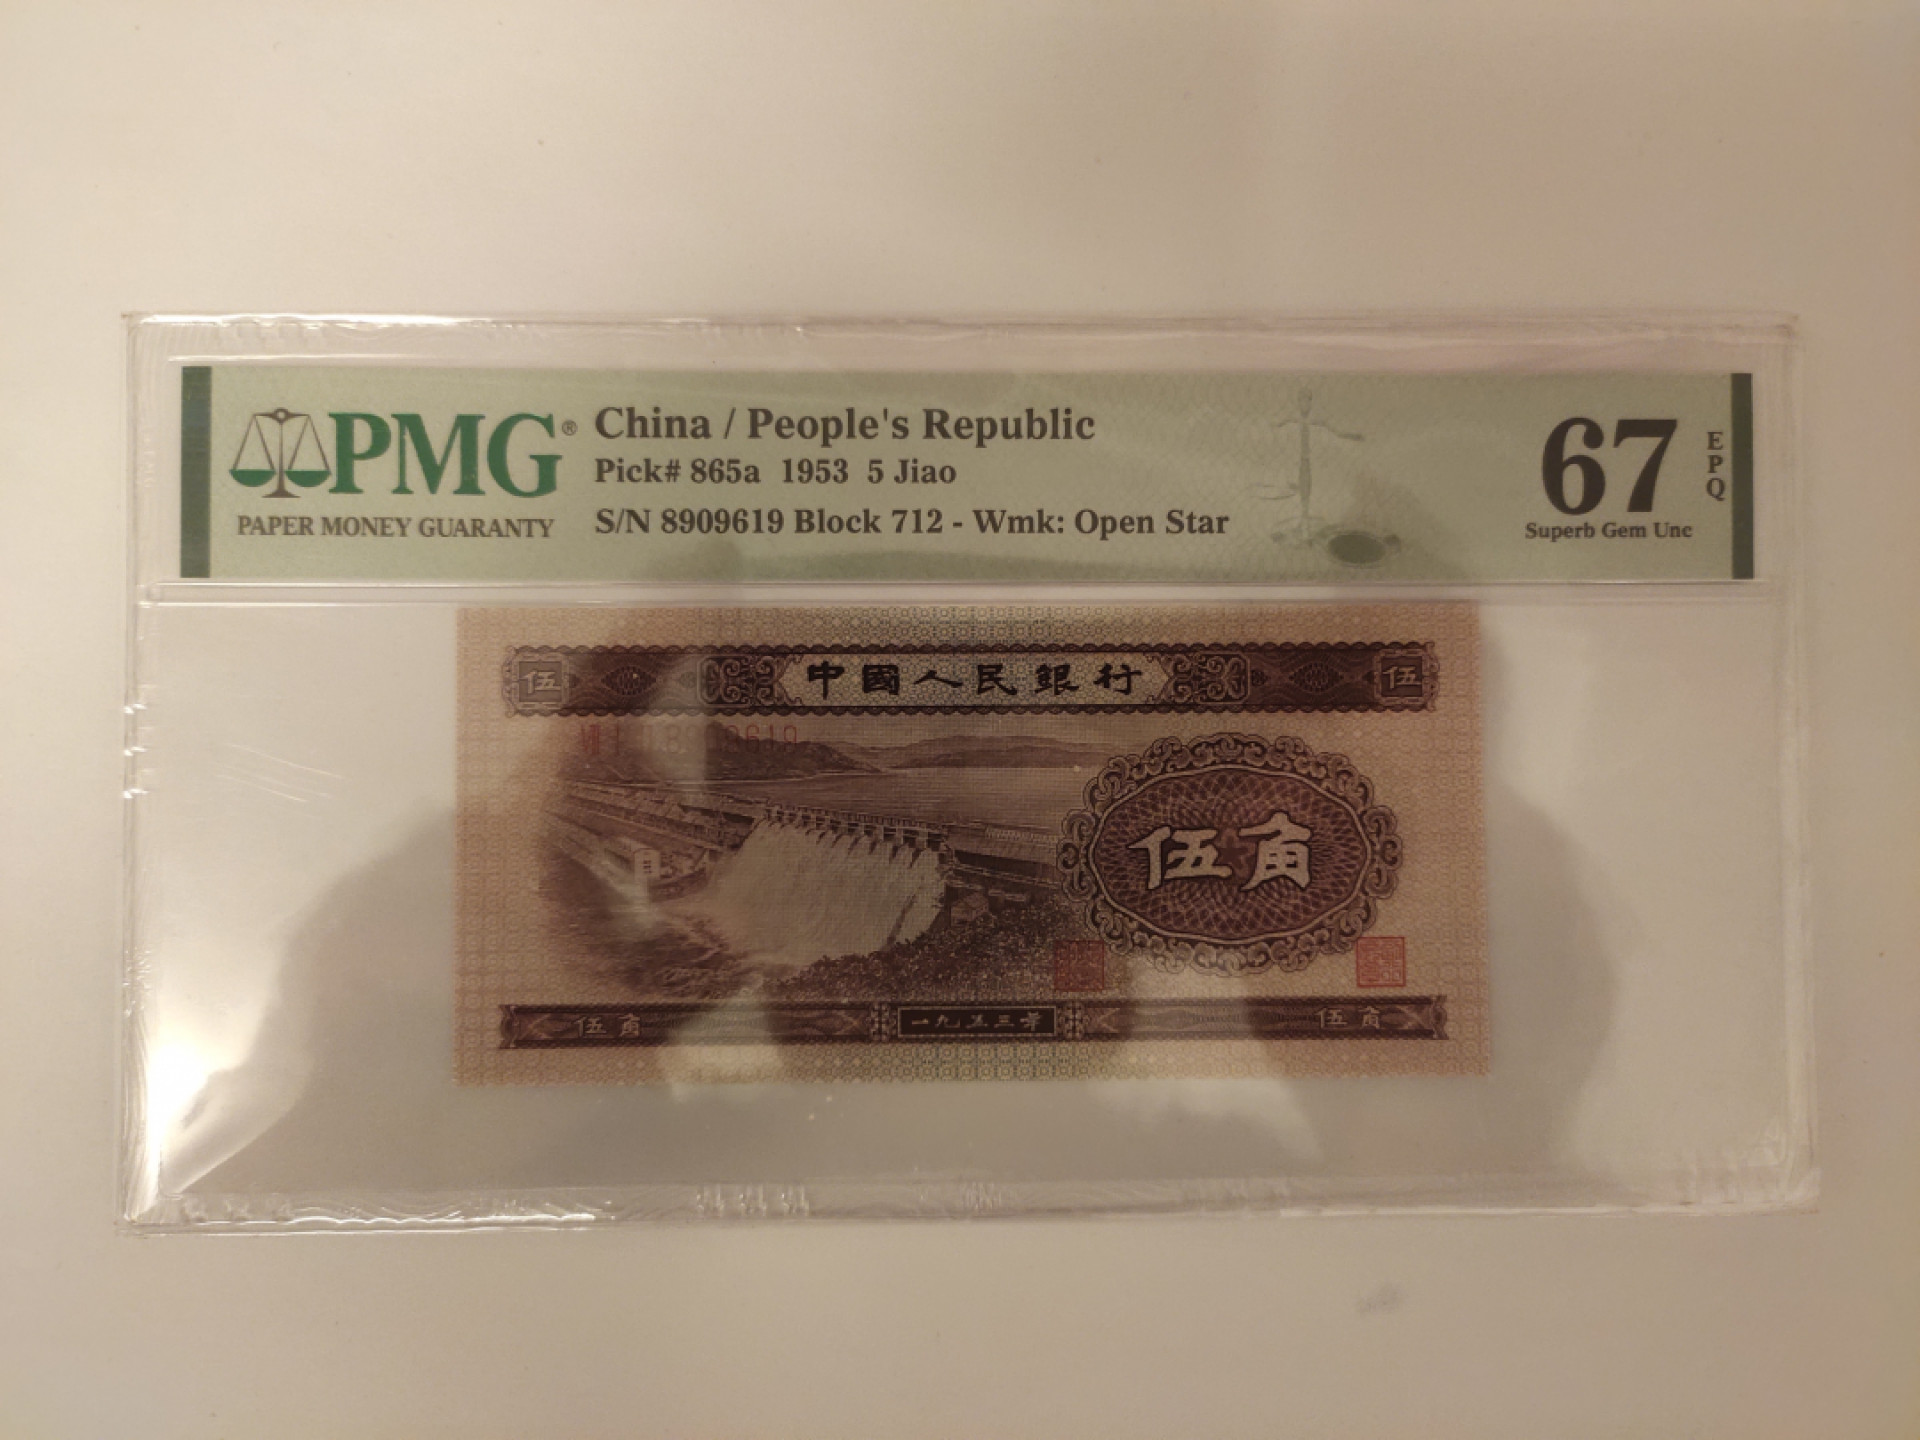 PMG®
PAPER MONEY GUARANTY
China / People's Republic
Pick# 865a 1953 5 Jiao
S/N 8909619 Block 712 - Wmk: Open Star
67
EPQ
Superb Gem Unc
伍 中國人民銀行 伍
伍角
伍角 一九五三年 伍角